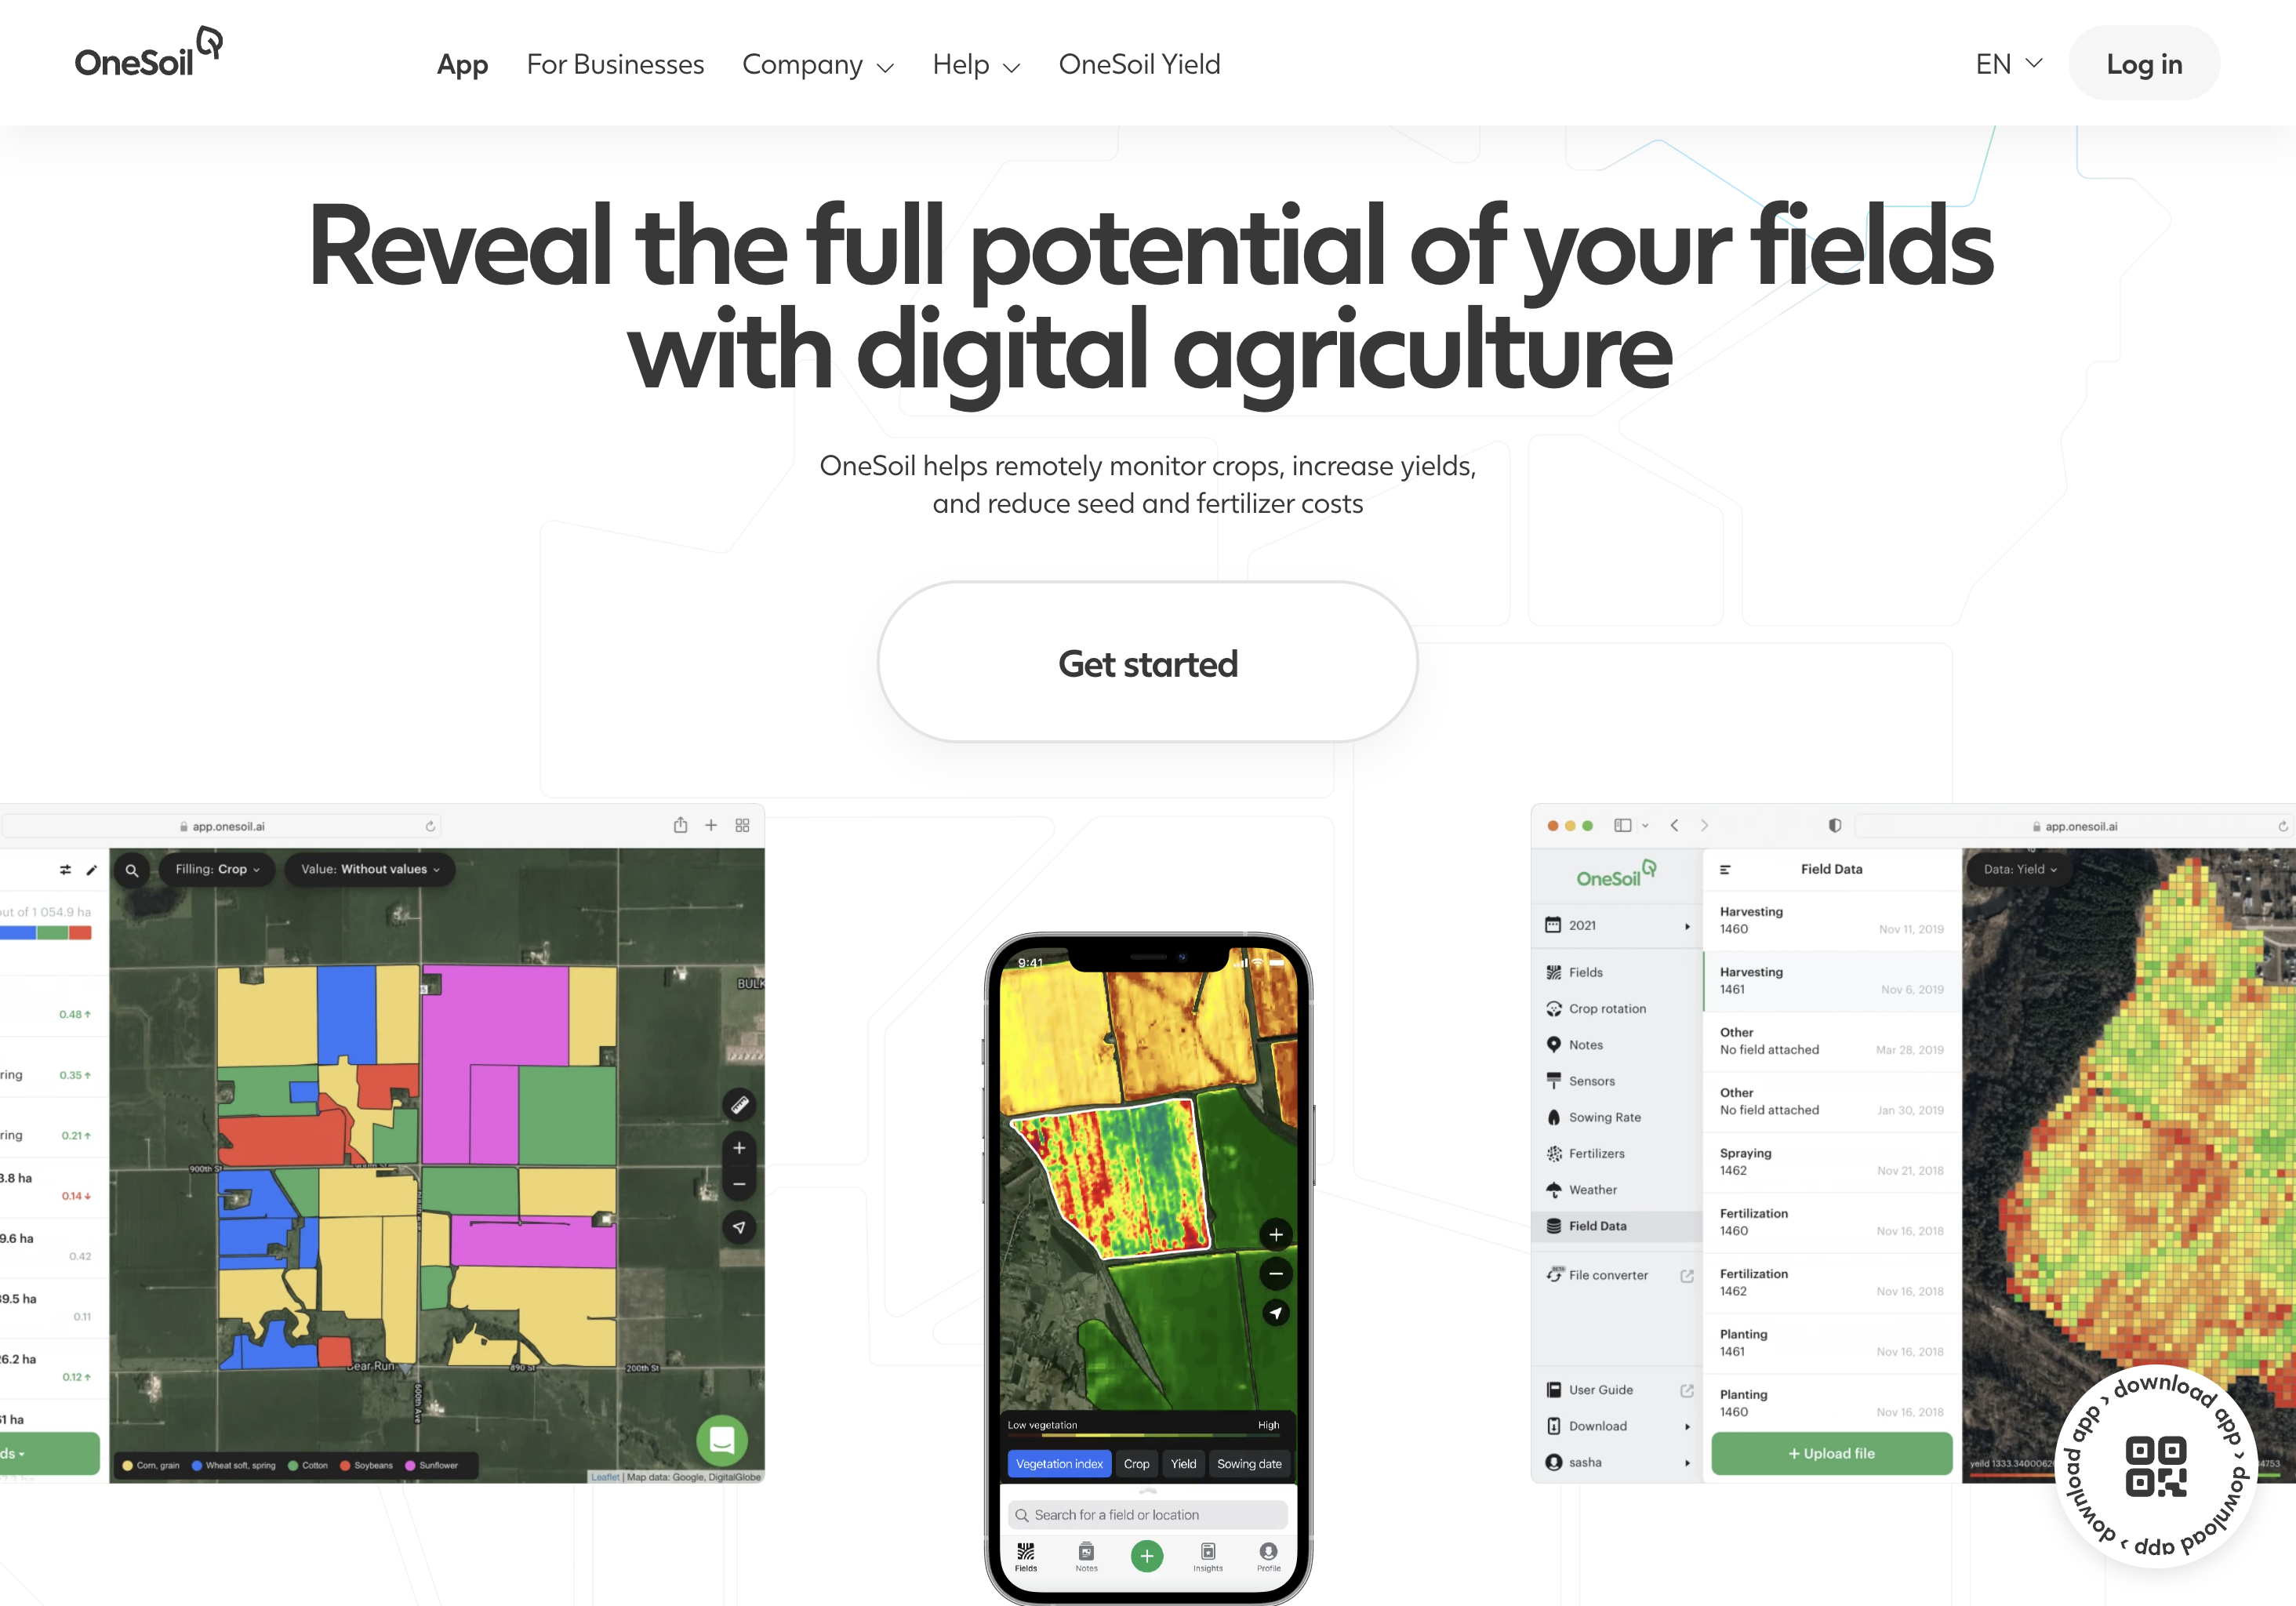 OneSoil
App
For Businesses
Company
Help
OneSoil Yield
EN
Log in
Reveal the full potential of your fields
with digital agriculture
OneSoil helps remotely monitor crops, increase yields,
and reduce seed and fertilizer costs
Get started
app.onesoil.ai
out of 1 054.9 ha
0.48
ring
0.35
ring
0.21
3.8 ha
0.14
9.6 ha
0.42
39.5 ha
0.11
26.2 ha
0.12
51 ha
Filling: Crop
Value: Without values
BULK
900th St
Bear Run
890 St
200th St
600th Ave
Corn, grain
Wheat soft, spring
Cotton
Soybeans
Sunflower
Leaflet | Map data: Google, DigitalGlobe
9:41
Low vegetation
High
Vegetation index
Crop
Yield
Sowing date
Search for a field or location
Fields
Notes
Insights
Profile
app.onesoil.ai
OneSoil
2021
Fields
Crop rotation
Notes
Sensors
Sowing Rate
Fertilizers
Weather
Field Data
BETA
File converter
User Guide
Download
sasha
Field Data
Harvesting
1460
Nov 11, 2019
Harvesting
1461
Nov 6, 2019
Other
No field attached
Mar 28, 2019
Other
No field attached
Jan 30, 2019
Spraying
1462
Nov 21, 2018
Fertilization
1460
Nov 16, 2018
Fertilization
1462
Nov 16, 2018
Planting
1461
Nov 16, 2018
Planting
1460
Nov 16, 2018
+ Upload file
Data: Yield
download app › download app › download app ›